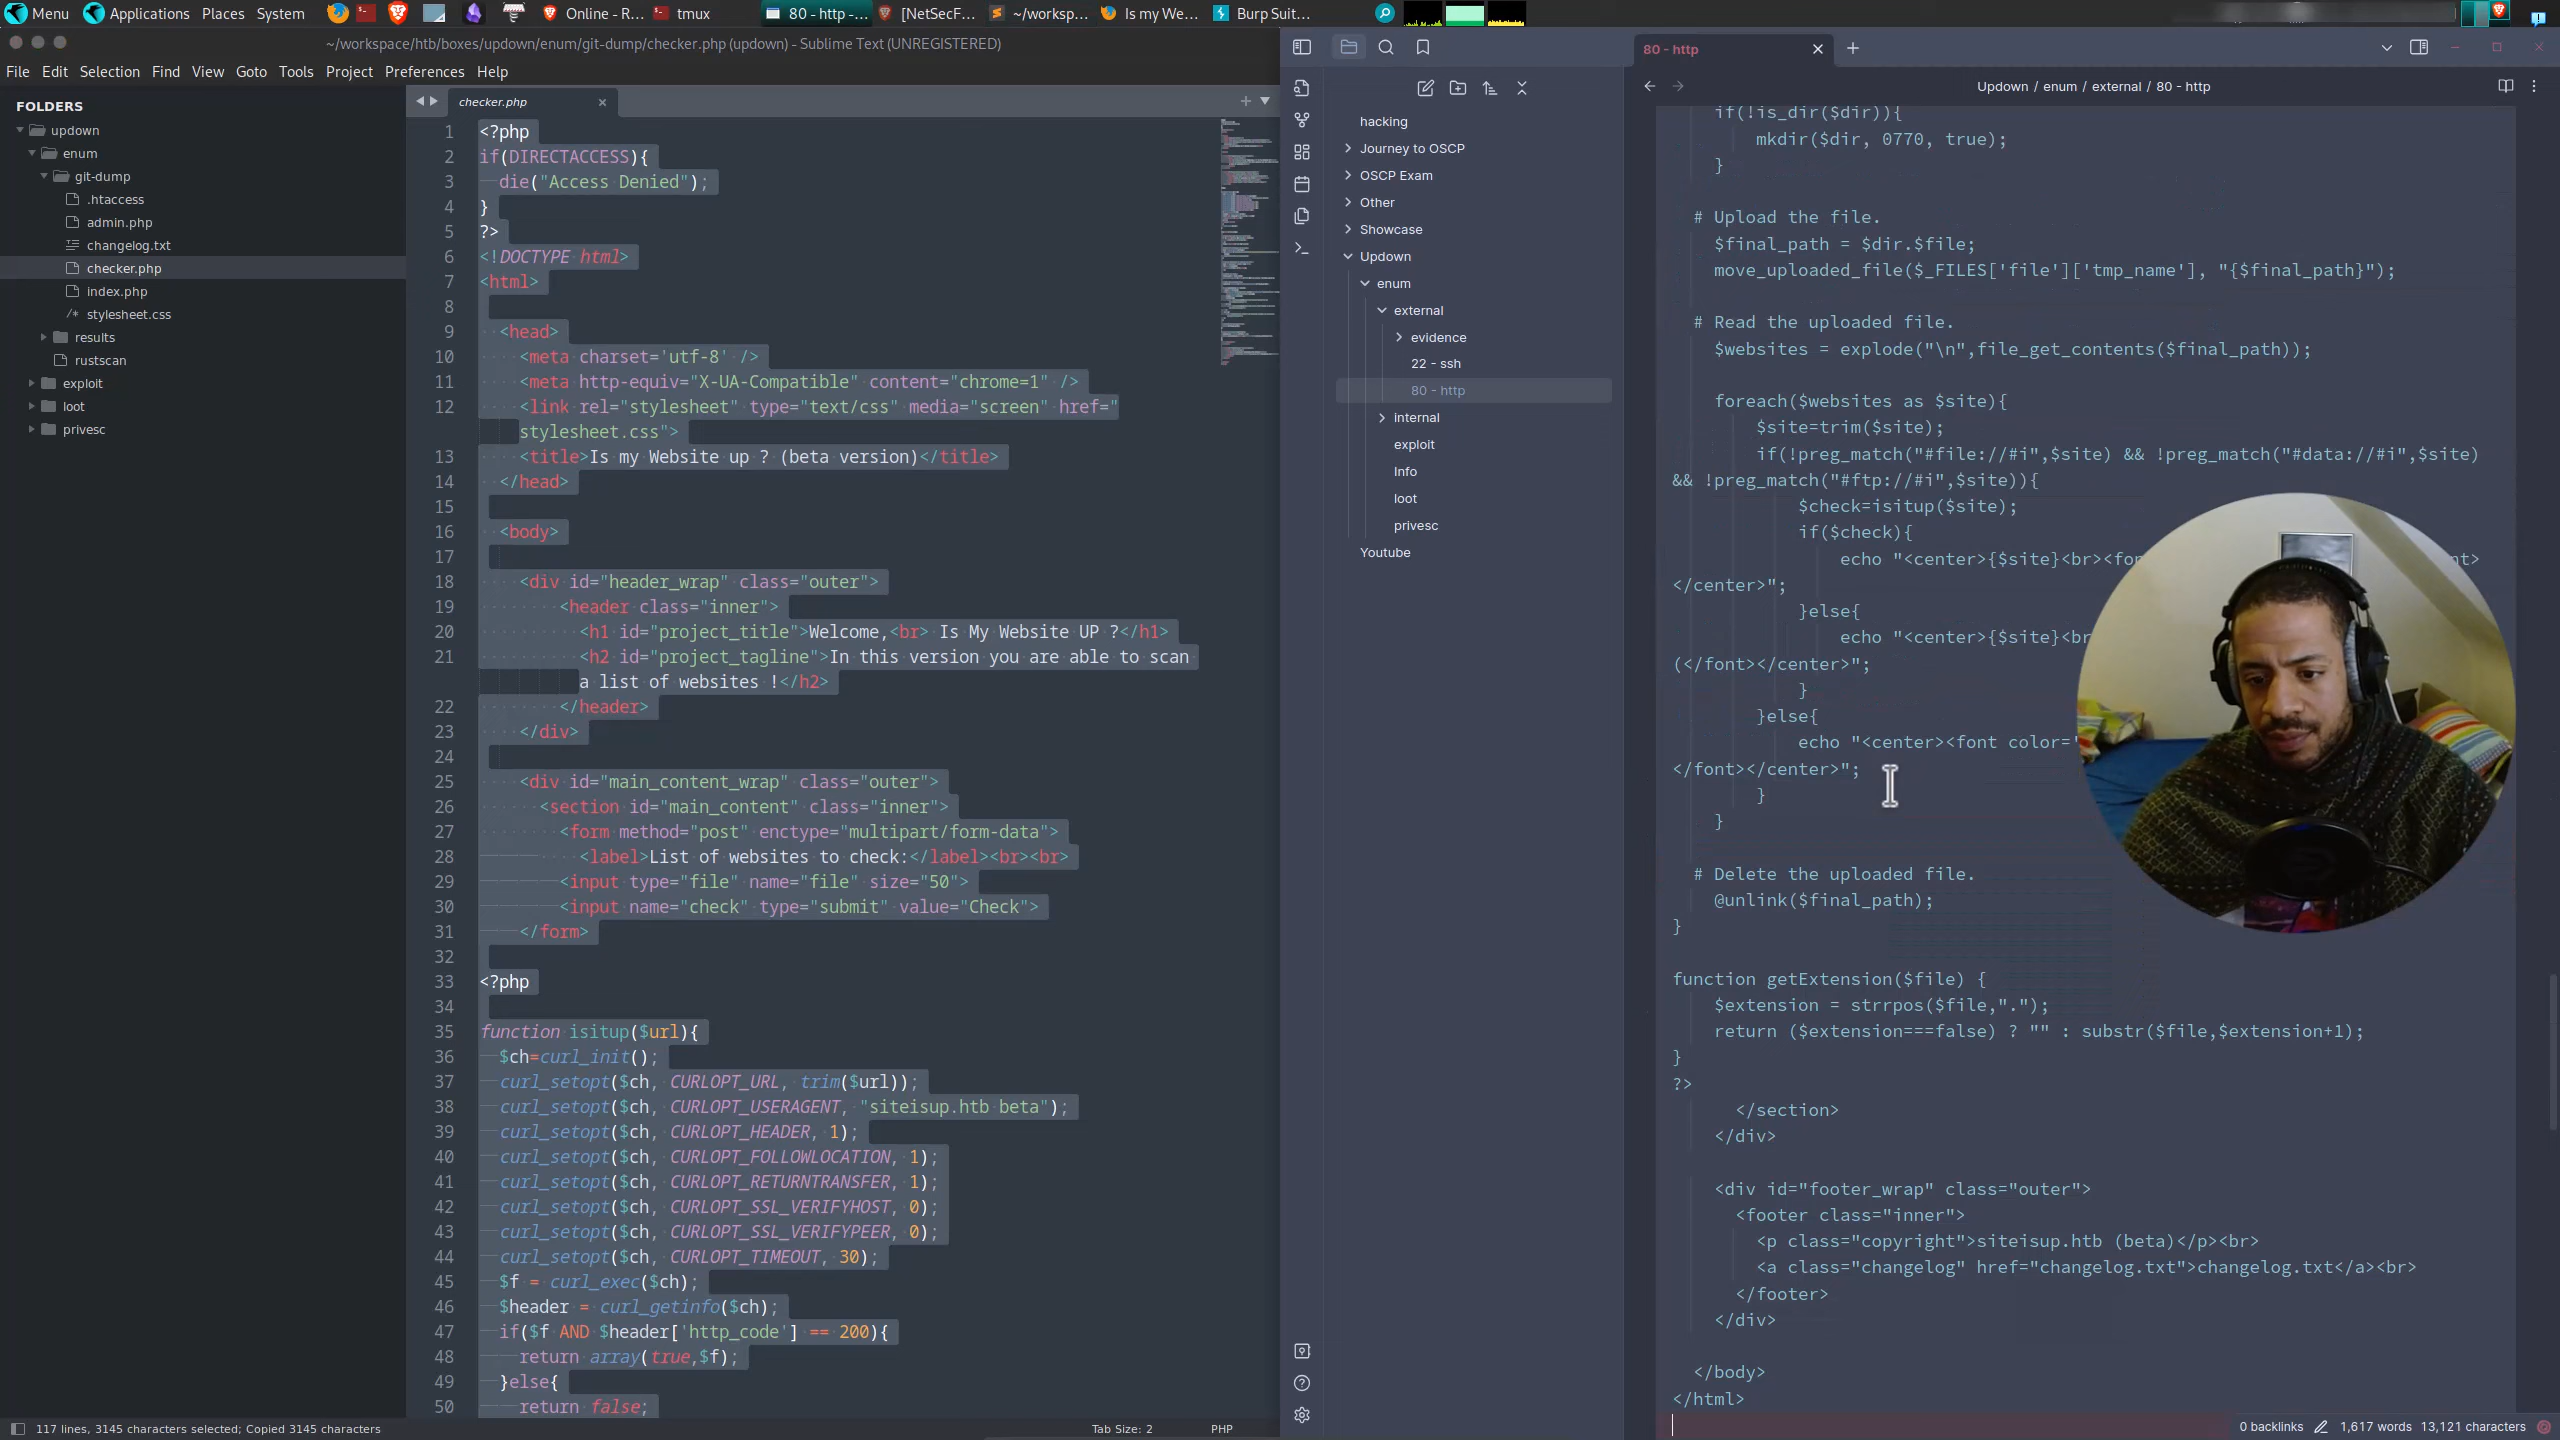 Menu Applications Places System Online - R... tmux 80 - http -... [NetSecF... ~/worksp... Is my We... Burp Suit...
~/workspace/htb/boxes/updown/enum/git-dump/checker.php (updown) - Sublime Text (UNREGISTERED)
File Edit Selection Find View Goto Tools Project Preferences Help
FOLDERS
updown
enum
git-dump
.htaccess
admin.php
changelog.txt
checker.php
index.php
stylesheet.css
results
rustscan
exploit
loot
privesc
checker.php
1 <?php
2 if(DIRECTACCESS){
3 die("Access Denied");
4 }
5 ?>
6 <!DOCTYPE html>
7 <html>
8
9 <head>
10 <meta charset='utf-8' />
11 <meta http-equiv="X-UA-Compatible" content="chrome=1" />
12 <link rel="stylesheet" type="text/css" media="screen" href="
stylesheet.css">
13 <title>Is my Website up ? (beta version)</title>
14 </head>
15
16 <body>
17
18 <div id="header_wrap" class="outer">
19 <header class="inner">
20 <h1 id="project_title">Welcome,<br> Is My Website UP ?</h1>
21 <h2 id="project_tagline">In this version you are able to scan
a list of websites !</h2>
22 </header>
23 </div>
24
25 <div id="main_content_wrap" class="outer">
26 <section id="main_content" class="inner">
27 <form method="post" enctype="multipart/form-data">
28 <label>List of websites to check:</label><br><br>
29 <input type="file" name="file" size="50">
30 <input name="check" type="submit" value="Check">
31 </form>
32
33 <?php
34
35 function isitup($url){
36 $ch=curl_init();
37 curl_setopt($ch, CURLOPT_URL, trim($url));
38 curl_setopt($ch, CURLOPT_USERAGENT, "siteisup.htb beta");
39 curl_setopt($ch, CURLOPT_HEADER, 1);
40 curl_setopt($ch, CURLOPT_FOLLOWLOCATION, 1);
41 curl_setopt($ch, CURLOPT_RETURNTRANSFER, 1);
42 curl_setopt($ch, CURLOPT_SSL_VERIFYHOST, 0);
43 curl_setopt($ch, CURLOPT_SSL_VERIFYPEER, 0);
44 curl_setopt($ch, CURLOPT_TIMEOUT, 30);
45 $f = curl_exec($ch);
46 $header = curl_getinfo($ch);
47 if($f AND $header['http_code'] == 200){
48 return array(true,$f);
49 }else{
50 return false;
117 lines, 3145 characters selected; Copied 3145 characters
Tab Size: 2 PHP
hacking
Journey to OSCP
OSCP Exam
Other
Showcase
Updown
enum
external
evidence
22 - ssh
80 - http
internal
exploit
Info
loot
privesc
Youtube
80 - http
Updown / enum / external / 80 - http
if(!is_dir($dir)){
mkdir($dir, 0770, true);
}
# Upload the file.
$final_path = $dir.$file;
move_uploaded_file($_FILES['file']['tmp_name'], "{$final_path}");
# Read the uploaded file.
$websites = explode("\n",file_get_contents($final_path));
foreach($websites as $site){
$site=trim($site);
if(!preg_match("#file://#i",$site) && !preg_match("#data://#i",$site)
&& !preg_match("#ftp://#i",$site)){
$check=isitup($site);
if($check){
echo "<center>{$site}<br><fo nt>
</center>";
}else{
echo "<center>{$site}<br
(</font></center>";
}
}else{
echo "<center><font color='
</font></center>";
}
}
# Delete the uploaded file.
@unlink($final_path);
}
function getExtension($file) {
$extension = strrpos($file,".");
return ($extension===false) ? "" : substr($file,$extension+1);
}
?>
</section>
</div>
<div id="footer_wrap" class="outer">
<footer class="inner">
<p class="copyright">siteisup.htb (beta)</p><br>
<a class="changelog" href="changelog.txt">changelog.txt</a><br>
</footer>
</div>
</body>
</html>
0 backlinks 1,617 words 13,121 characters